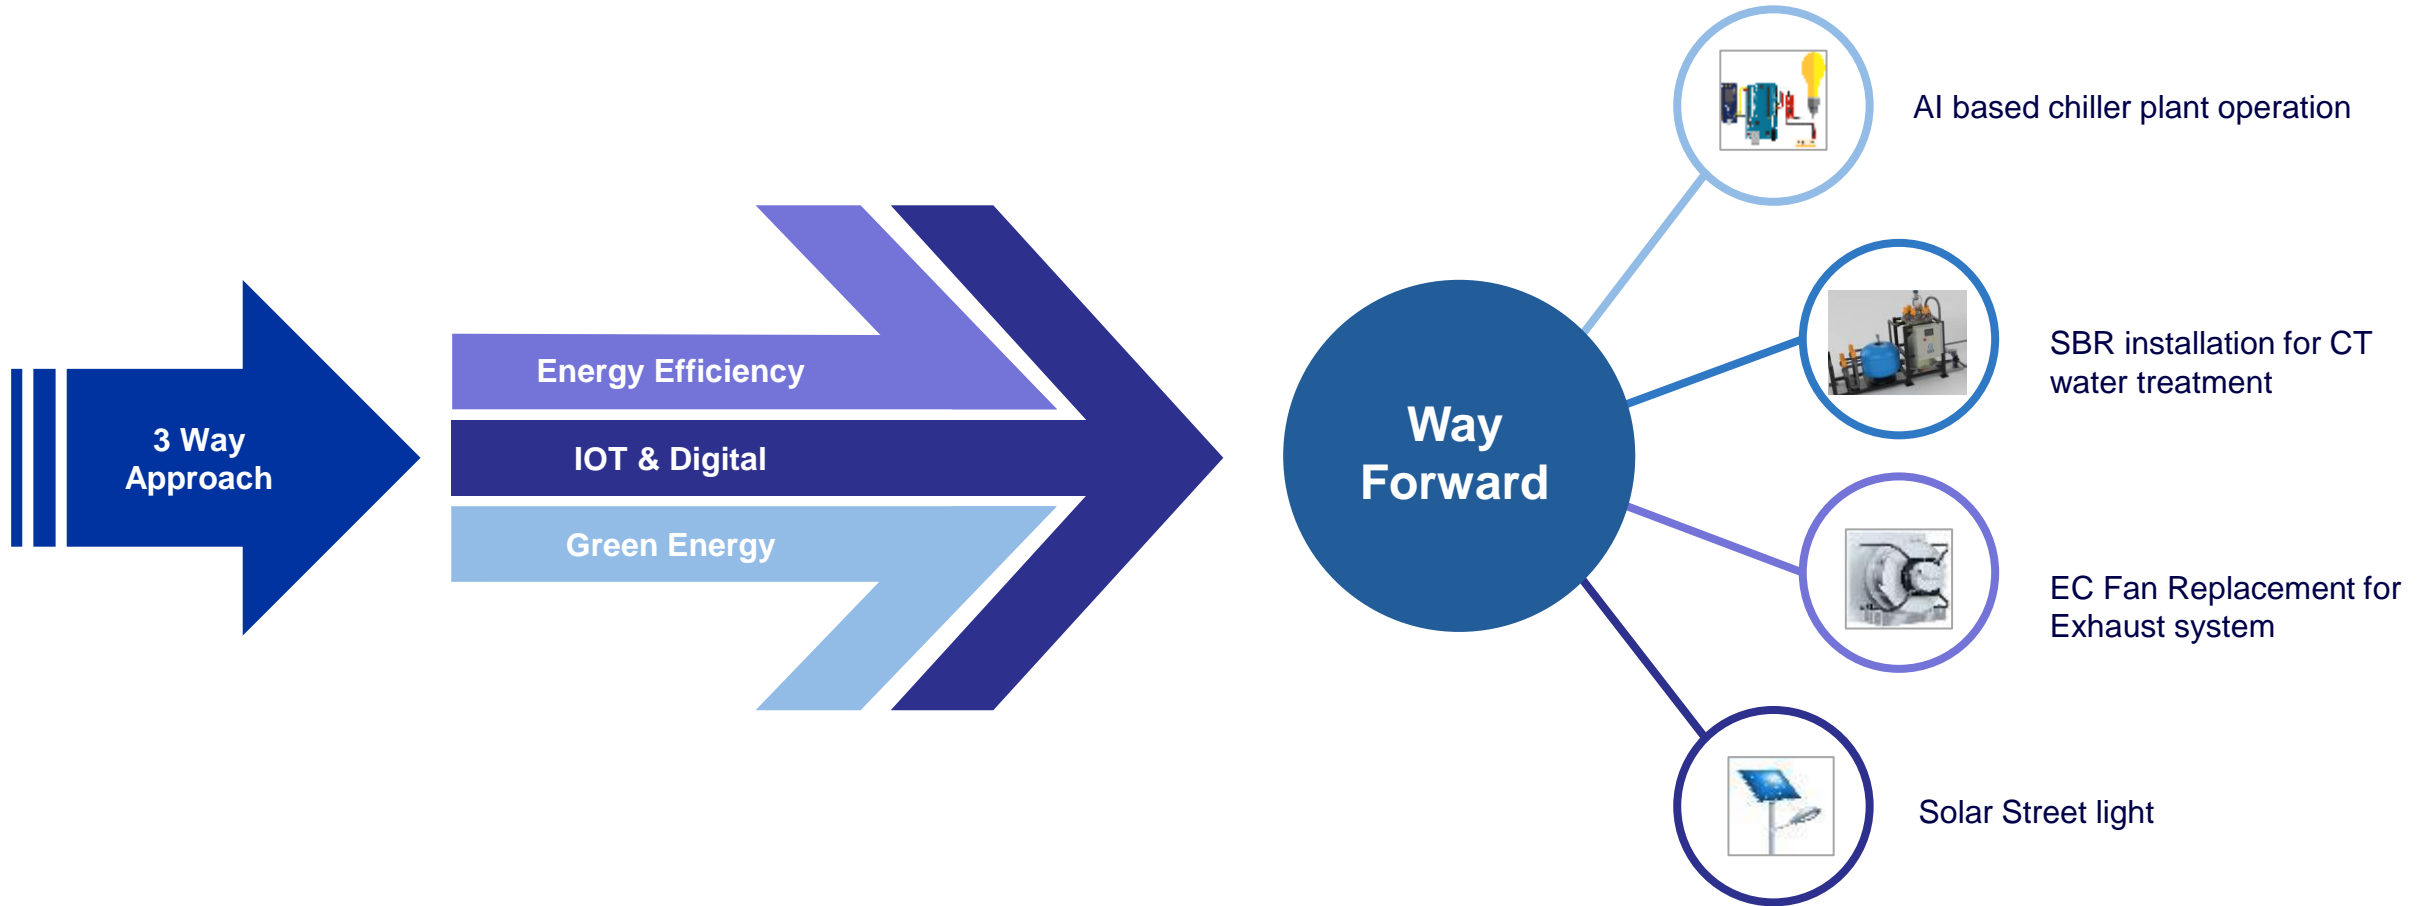 3 Way
Approach
Energy Efficiency
IOT & Digital
Green Energy
Way
Forward
AI based chiller plant operation
SBR installation for CT
water treatment
EC Fan Replacement for
Exhaust system
Solar Street light